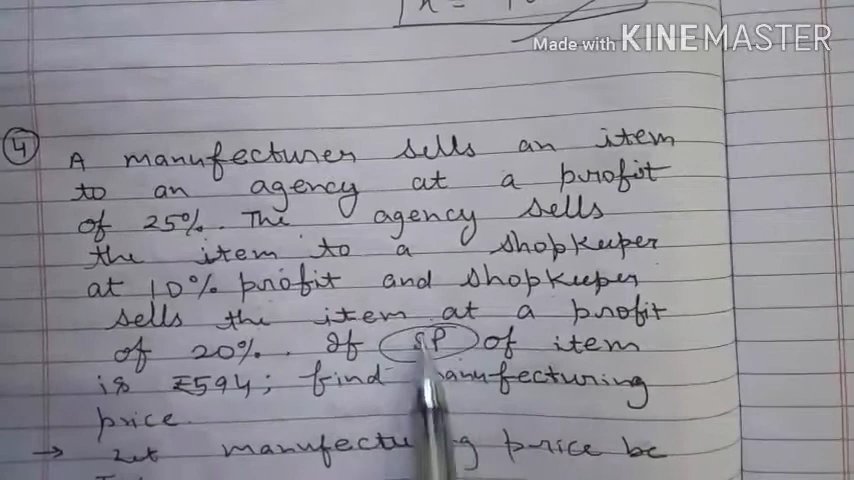 Made with KINEMASTER
4 A manufecturer sells an item
to an agency at a profit
of 25%. The agency sells
the item to a shopkeeper
at 10% profit and shopkeeper
sells the item at a profit
of 20%. If SP of item
is ₹594; find manufecturing
price.
→ Let price be